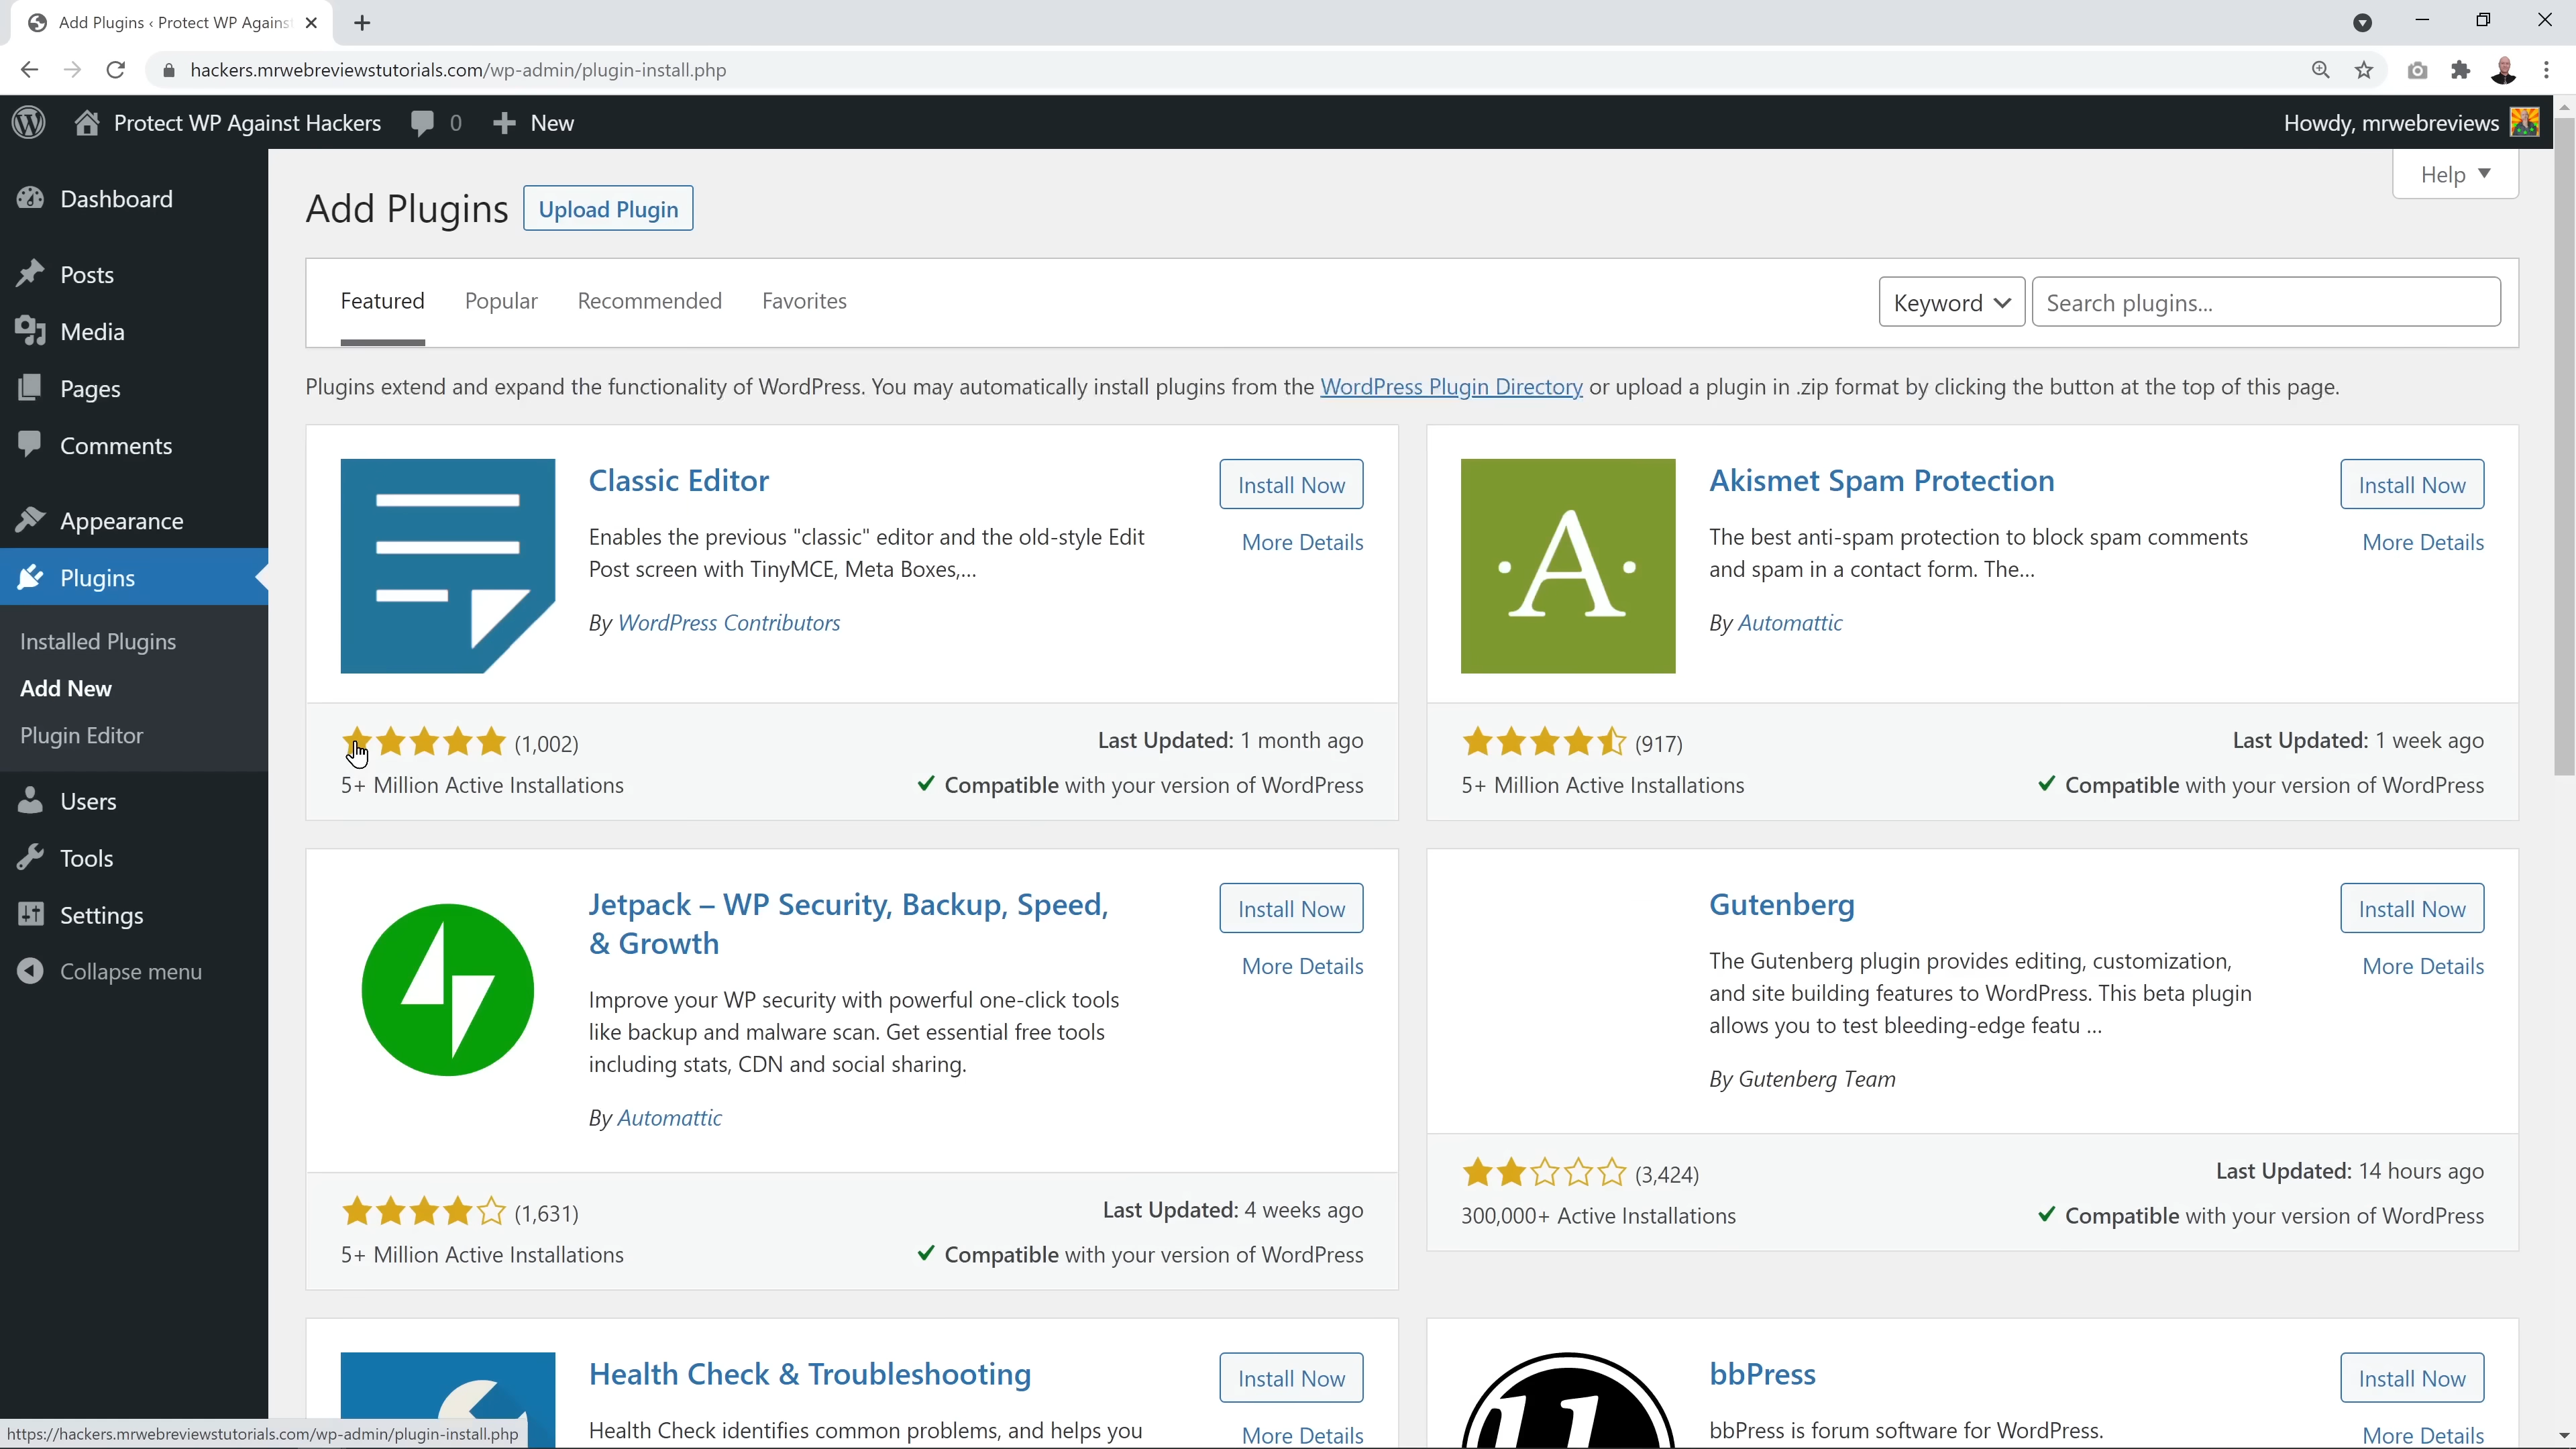 Add Plugins ‹ Protect WP Agains
hackers.mrwebreviewstutorials.com/wp-admin/plugin-install.php
Protect WP Against Hackers 0 New
Howdy, mrwebreviews
Help
Dashboard
Posts
Media
Pages
Comments
Appearance
Plugins
Installed Plugins
Add New
Plugin Editor
Users
Tools
Settings
Collapse menu
Add Plugins Upload Plugin
Featured Popular Recommended Favorites Keyword Search plugins...
Plugins extend and expand the functionality of WordPress. You may automatically install plugins from the WordPress Plugin Directory or upload a plugin in .zip format by clicking the button at the top of this page.
Classic Editor
Install Now
More Details
Enables the previous "classic" editor and the old-style Edit
Post screen with TinyMCE, Meta Boxes,...
By WordPress Contributors
(1,002)
Last Updated: 1 month ago
5+ Million Active Installations
Compatible with your version of WordPress
A
Akismet Spam Protection
Install Now
More Details
The best anti-spam protection to block spam comments
and spam in a contact form. The...
By Automattic
(917)
Last Updated: 1 week ago
5+ Million Active Installations
Compatible with your version of WordPress
Jetpack – WP Security, Backup, Speed,
& Growth
Install Now
More Details
Improve your WP security with powerful one-click tools
like backup and malware scan. Get essential free tools
including stats, CDN and social sharing.
By Automattic
(1,631)
Last Updated: 4 weeks ago
5+ Million Active Installations
Compatible with your version of WordPress
Gutenberg
Install Now
More Details
The Gutenberg plugin provides editing, customization,
and site building features to WordPress. This beta plugin
allows you to test bleeding-edge featu ...
By Gutenberg Team
(3,424)
Last Updated: 14 hours ago
300,000+ Active Installations
Compatible with your version of WordPress
Health Check & Troubleshooting
Install Now
More Details
Health Check identifies common problems, and helps you
bbPress
Install Now
More Details
bbPress is forum software for WordPress.
https://hackers.mrwebreviewstutorials.com/wp-admin/plugin-install.php